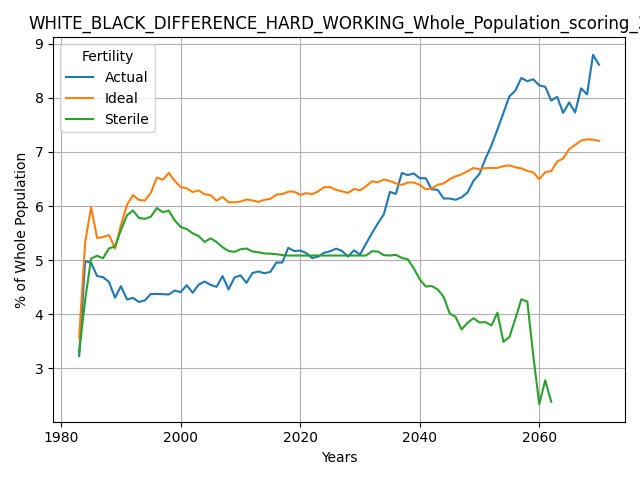 WHITE_BLACK_DIFFERENCE_HARD_WORKING_Whole_Population_scoring_
Fertility
Actual
Ideal
Sterile
% of Whole Population
9
8
7
6
5
4
3
1980 2000 2020 2040 2060
Years